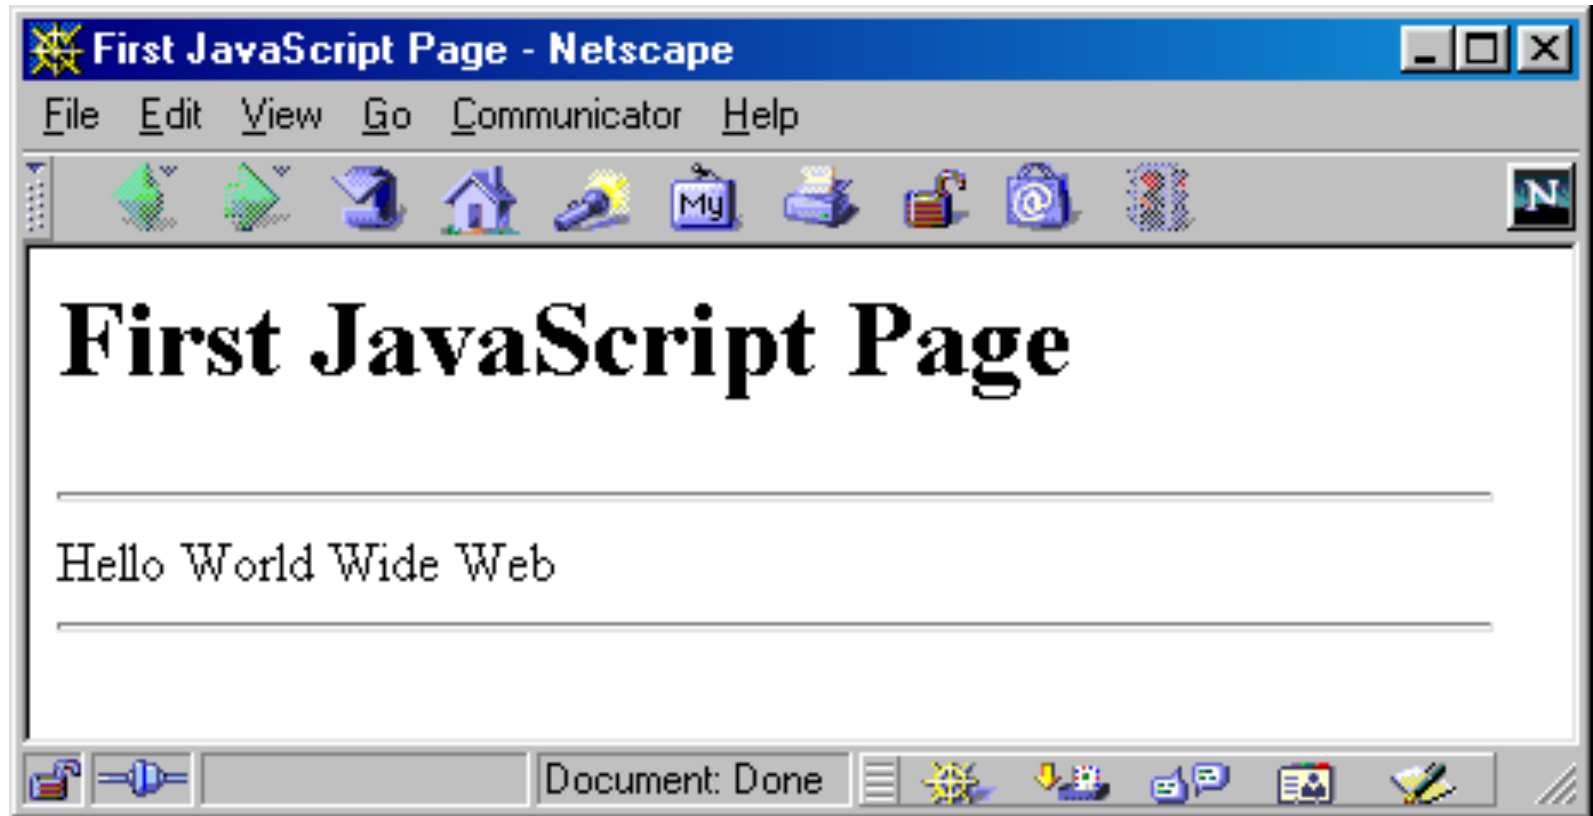 First JavaScript Page - Netscape
File Edit View Go Communicator Help
My
@
N
First JavaScript Page
Hello World Wide Web
Document: Done